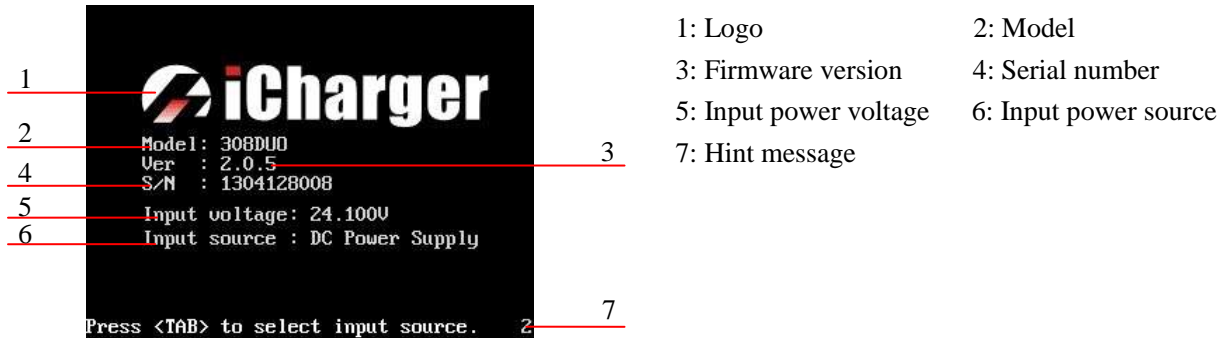 iCharger
Model: 308DUO
Ver : 2.0.5
S/N : 1304128008
Input voltage: 24.100V
Input source : DC Power Supply
Press <TAB> to select input source. 2
1
2
3
4
5
6
7
1: Logo 2: Model
3: Firmware version 4: Serial number
5: Input power voltage 6: Input power source
7: Hint message